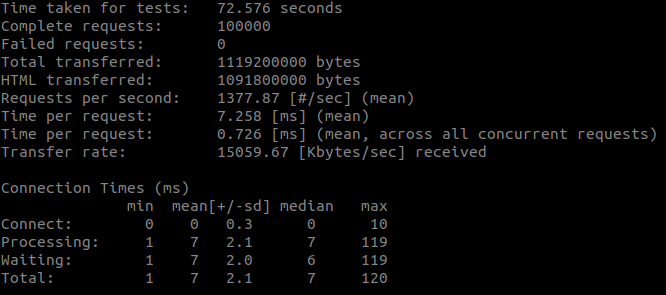 Time taken for tests:   72.576 seconds
Complete requests:      100000
Failed requests:        0
Total transferred:      1119200000 bytes
HTML transferred:       1091800000 bytes
Requests per second:    1377.87 [#/sec] (mean)
Time per request:       7.258 [ms] (mean)
Time per request:       0.726 [ms] (mean, across all concurrent requests)
Transfer rate:          15059.67 [Kbytes/sec] received

Connection Times (ms)
              min  mean[+/-sd] median   max
Connect:        0    0   0.3      0      10
Processing:     1    7   2.1      7     119
Waiting:        1    7   2.0      6     119
Total:          1    7   2.1      7     120